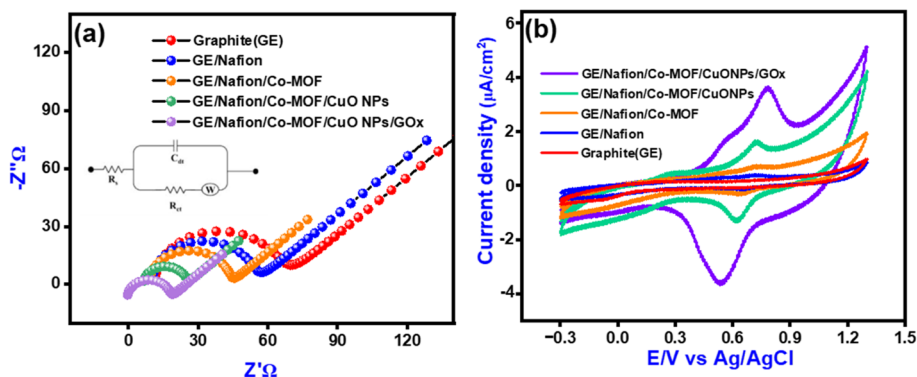 (a)
Graphite(GE)
GE/Nafion
GE/Nafion/Co-MOF
GE/Nafion/Co-MOF/CuO NPs
GE/Nafion/Co-MOF/CuO NPs/GOx
Rs
Cdt
Rct
W
-Z"Ω
120
90
60
30
0
0 30 60 90 120
Z'Ω
(b)
GE/Nafion/Co-MOF/CuONPs/GOx
GE/Nafion/Co-MOF/CuONPs
GE/Nafion/Co-MOF
GE/Nafion
Graphite(GE)
Current density (µA/cm²)
6
4
2
0
-2
-4
-0.3 0.0 0.3 0.6 0.9 1.2 1.5
E/V vs Ag/AgCl